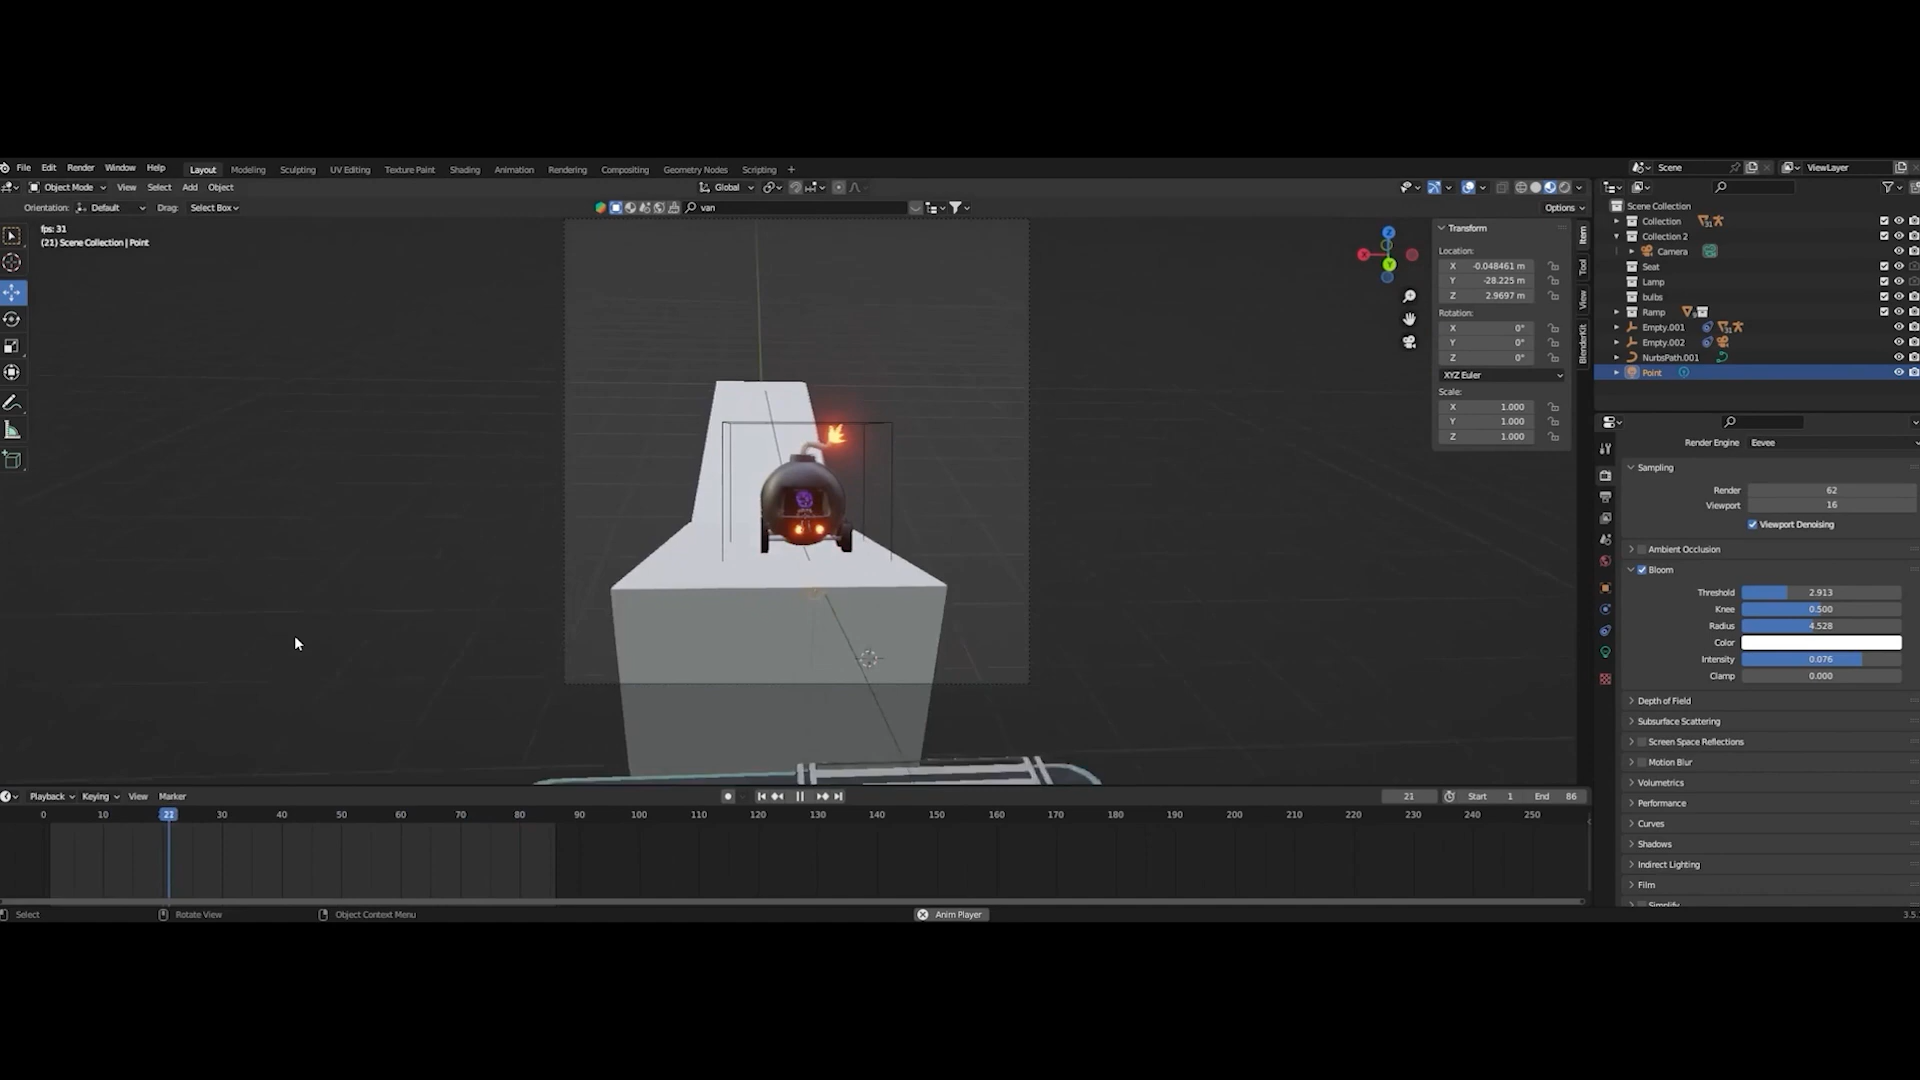 File Edit Render Window Help Layout Modeling Sculpting UV Editing Texture Paint Shading Animation Rendering Compositing Geometry Nodes Scripting + Scene ViewLayer
Object Mode View Select Add Object Global
Orientation: Default Drag: Select Box van Options
fps: 31
(21) Scene Collection | Point
Transform
Location:
X -0.048461 m
Y -28.225 m
Z 2.9697 m
Rotation:
X 0°
Y 0°
Z 0°
XYZ Euler
Scale:
X 1.000
Y 1.000
Z 1.000
Item
Tool
View
BlenderKit
X
Y
Z
Scene Collection
Collection 31
Collection 2
Camera
Seat
Lamp
bulbs
Ramp
Empty.001 31
Empty.002
NurbsPath.001
Point
Render Engine Eevee
Sampling
Render 62
Viewport 16
Viewport Denoising
Ambient Occlusion
Bloom
Threshold 2.913
Knee 0.500
Radius 4.528
Color
Intensity 0.076
Clamp 0.000
Depth of Field
Subsurface Scattering
Screen Space Reflections
Motion Blur
Volumetrics
Performance
Curves
Shadows
Indirect Lighting
Film
Simplify
Playback Keying View Marker 21 Start 1 End 86
0 10 21 30 40 50 60 70 80 90 100 110 120 130 140 150 160 170 180 190 200 210 220 230 240 250
Select Rotate View Object Context Menu Anim Player 3.5.